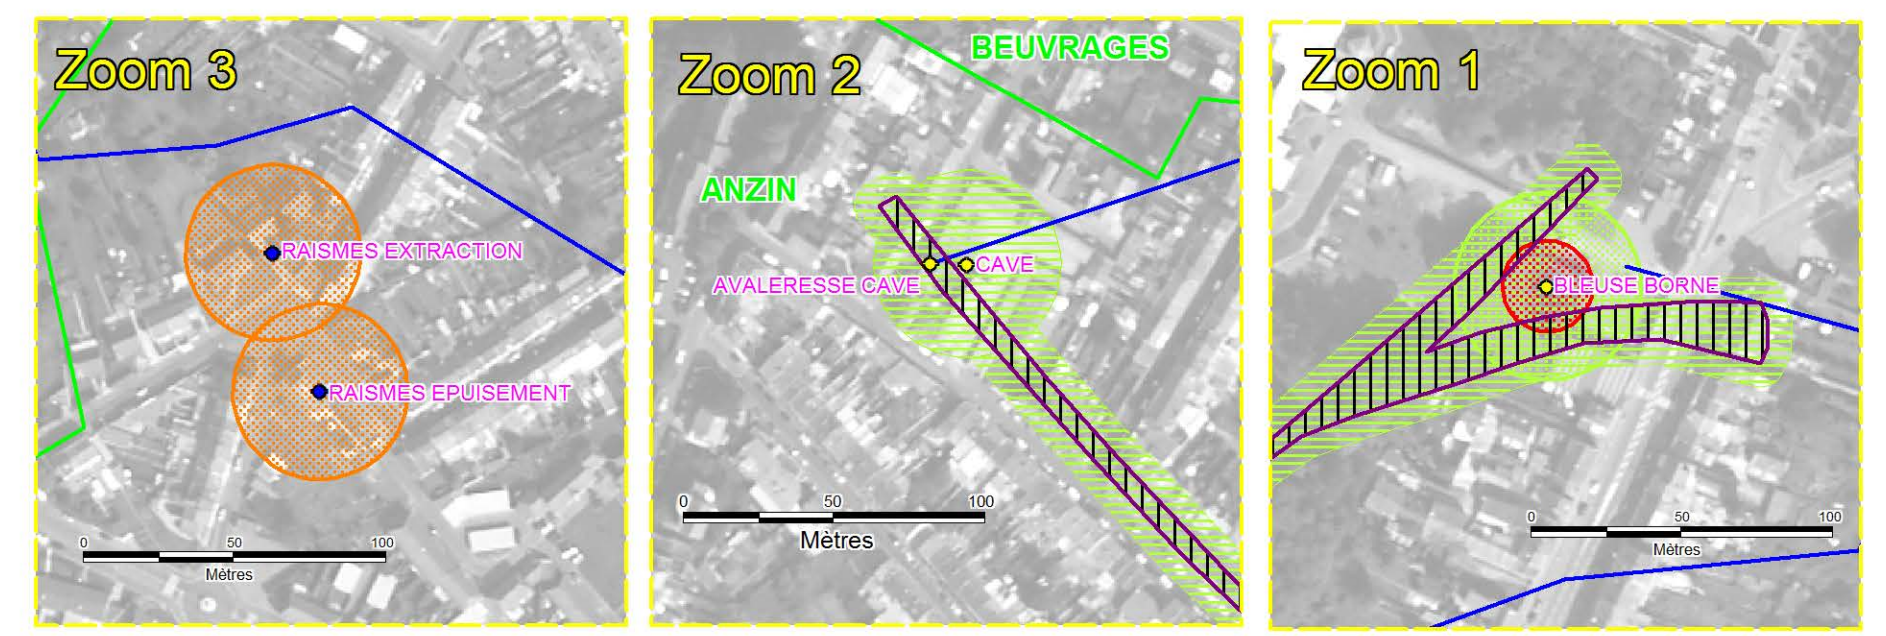 Zoom 3
RAISMES EXTRACTION
RAISMES EPUISEMENT
0 50 100
Mètres
Zoom 2
BEUVRAGES
ANZIN
CAVE
AVALERESSE CAVE
0 50 100
Mètres
Zoom 1
BLEUSE BORNE
0 50 100
Mètres